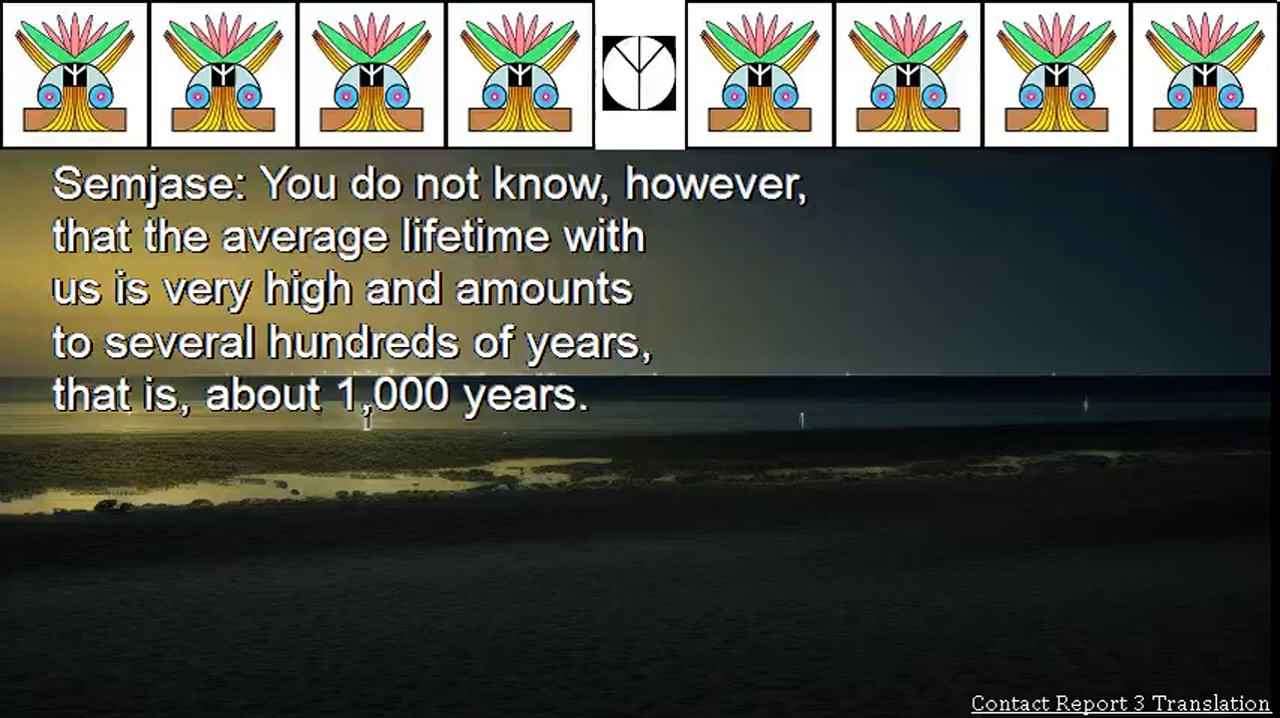 Semjase: You do not know, however,
that the average lifetime with
us is very high and amounts
to several hundreds of years,
that is, about 1,000 years.
Contact Report 3 Translation